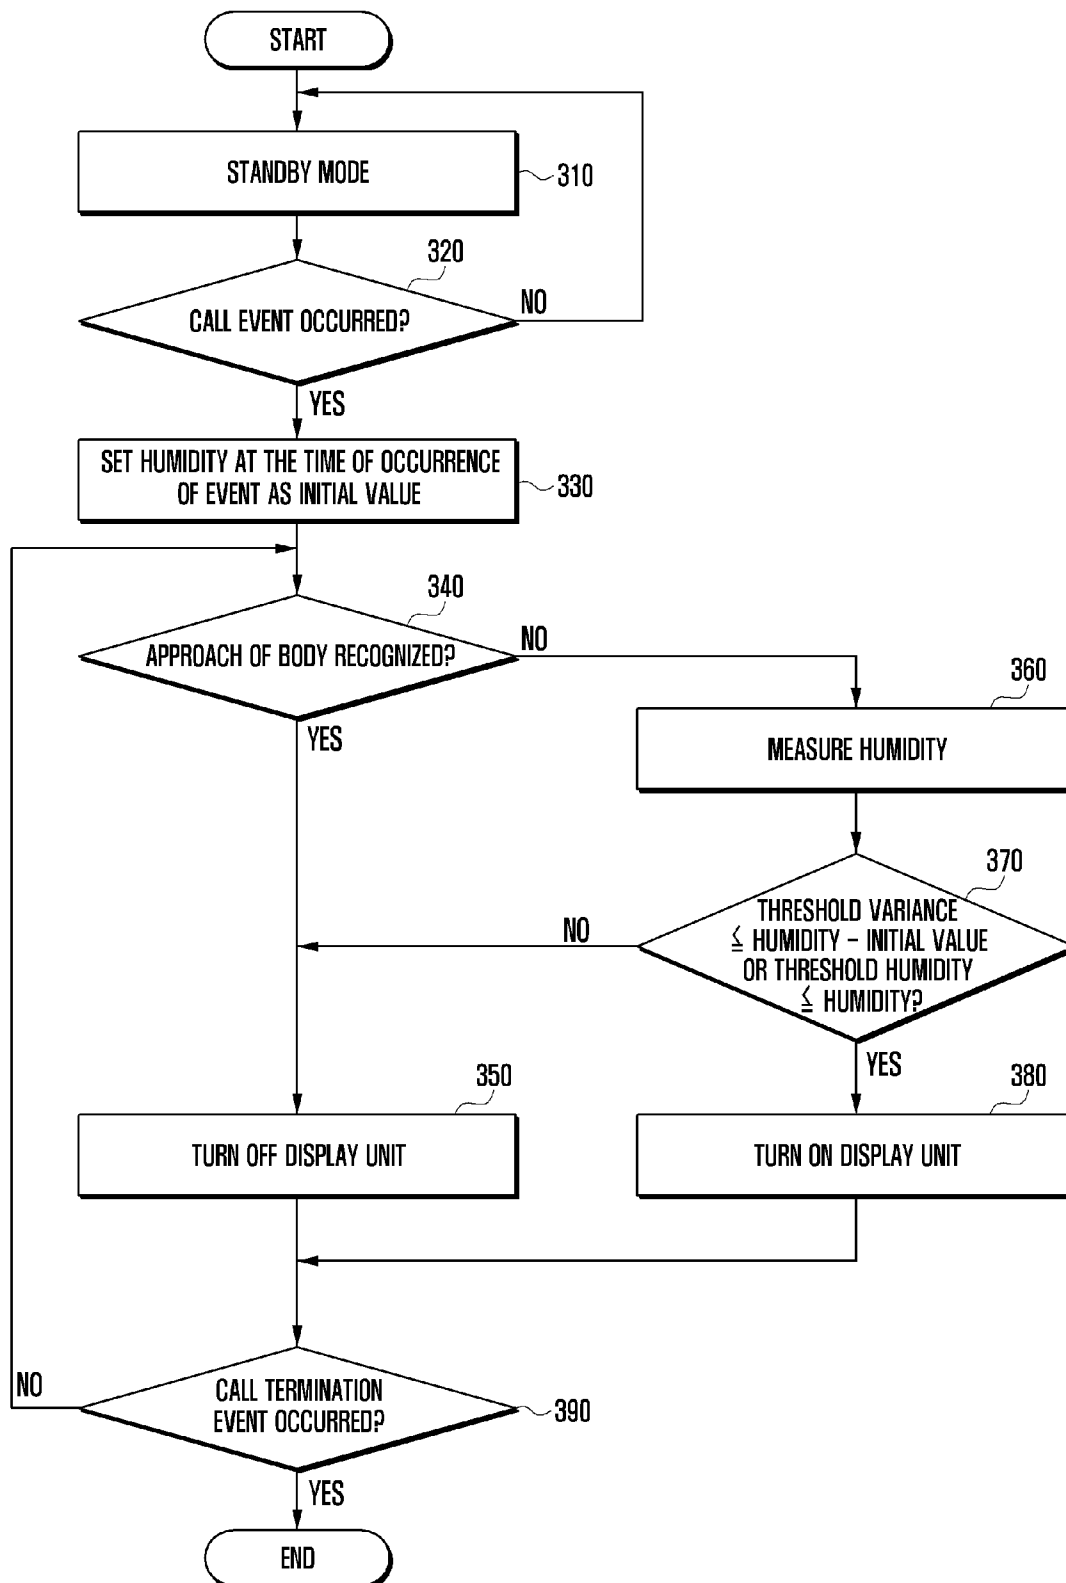 START
STANDBY MODE
310
320
CALL EVENT OCCURRED?
NO
YES
SET HUMIDITY AT THE TIME OF OCCURRENCE
OF EVENT AS INITIAL VALUE
330
340
APPROACH OF BODY RECOGNIZED?
NO
YES
360
MEASURE HUMIDITY
370
THRESHOLD VARIANCE
≦ HUMIDITY - INITIAL VALUE
OR THRESHOLD HUMIDITY
≦ HUMIDITY?
NO
YES
350
TURN OFF DISPLAY UNIT
380
TURN ON DISPLAY UNIT
CALL TERMINATION
EVENT OCCURRED?
390
NO
YES
END